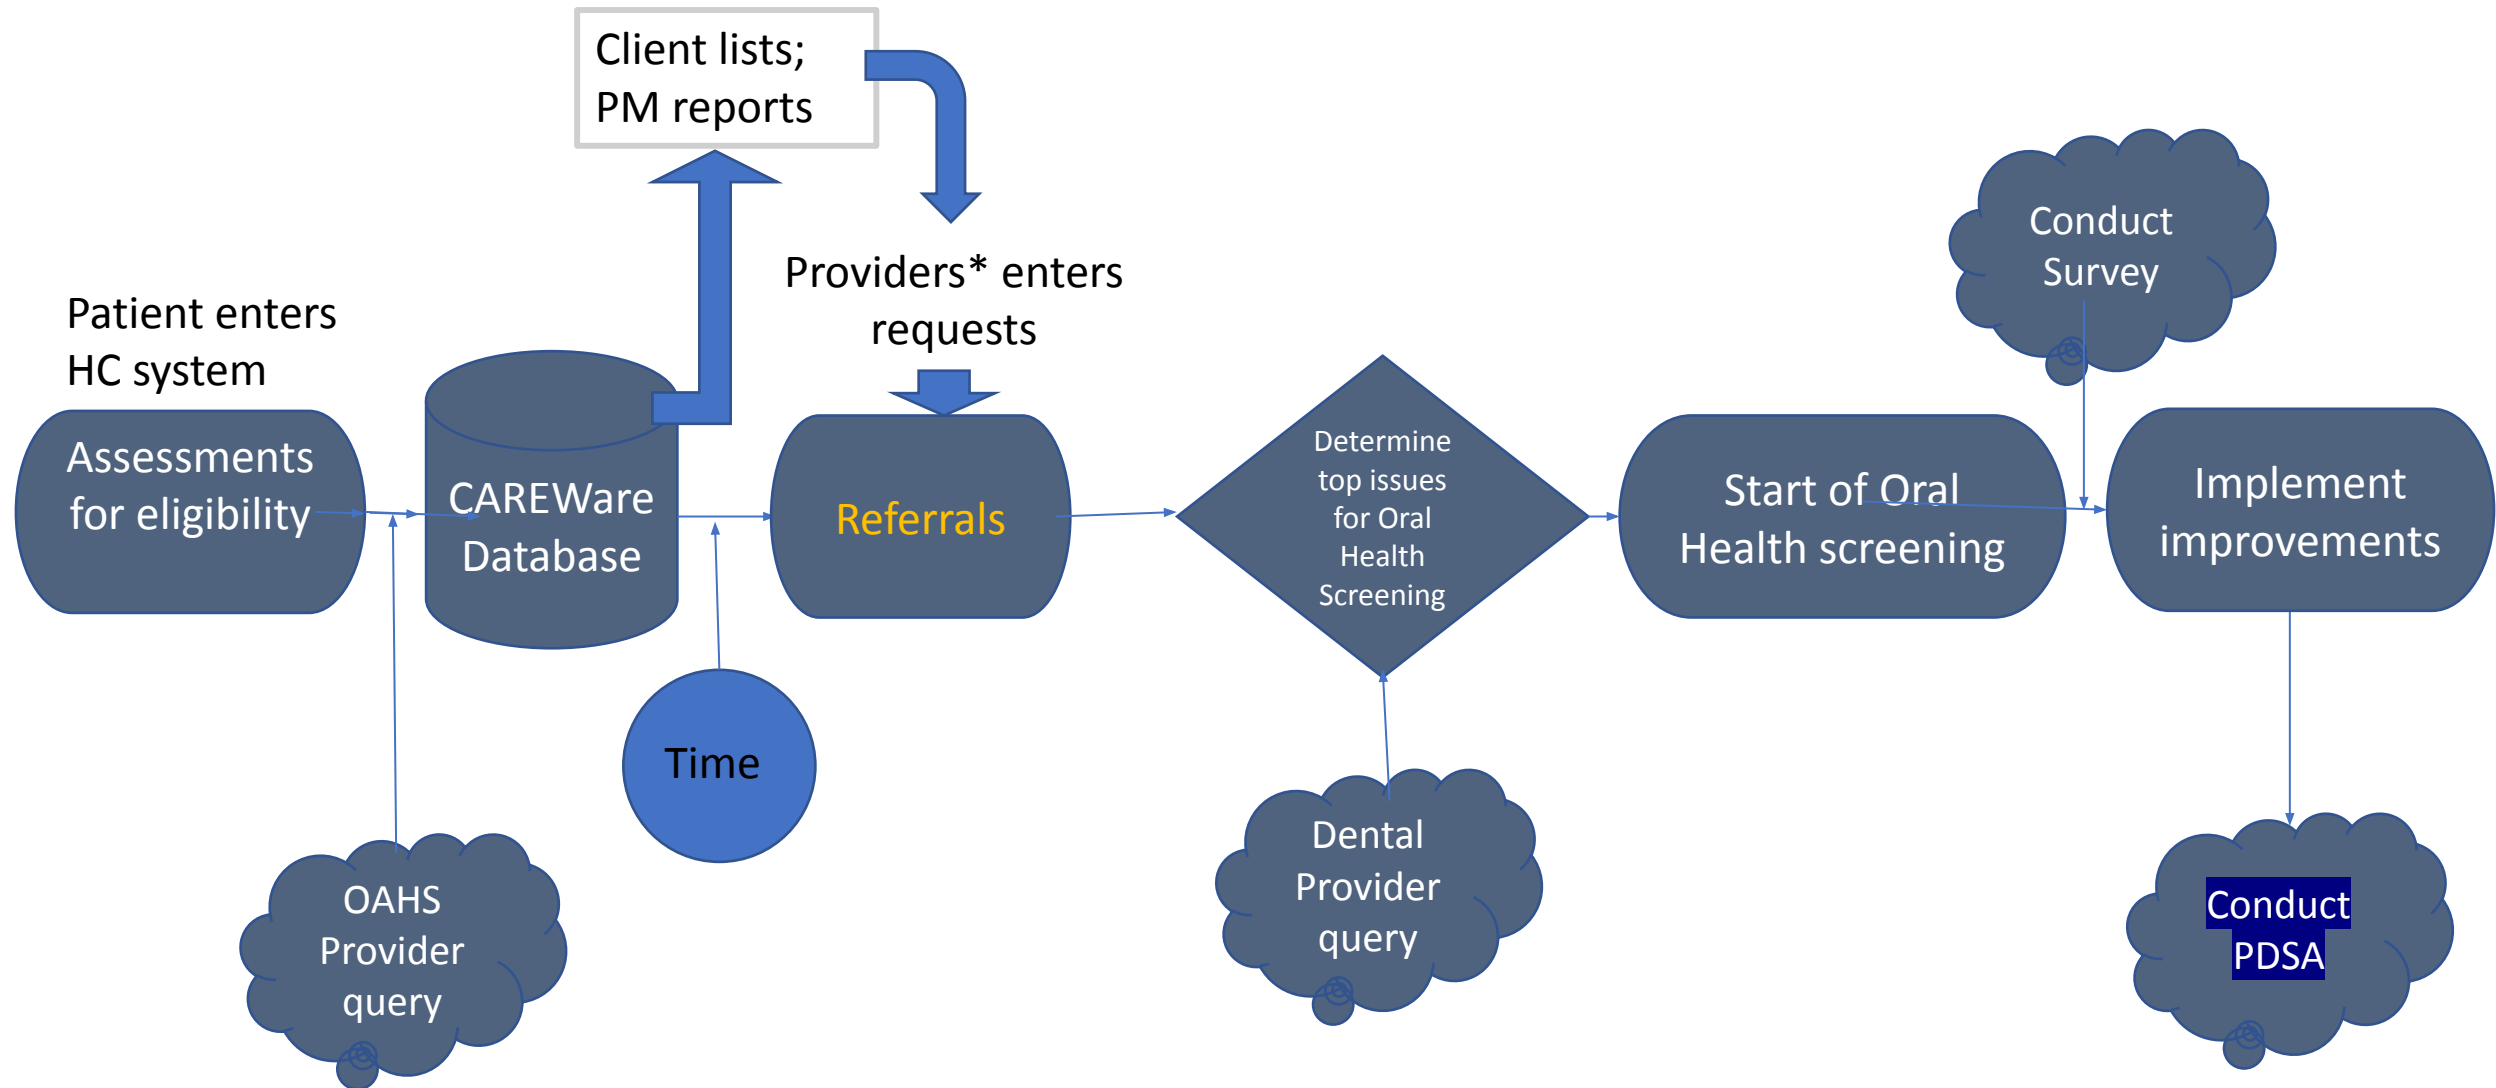 Client lists;
PM reports
Providers* enters
requests
Patient enters
HC system
Assessments
for eligibility
CAREWare
Database
Referrals
Determine
top issues
for Oral
Health
Screening
Start of Oral
Health screening
Conduct
Survey
Implement
improvements
Time
OAHS
Provider
query
Dental
Provider
query
Conduct
PDSA